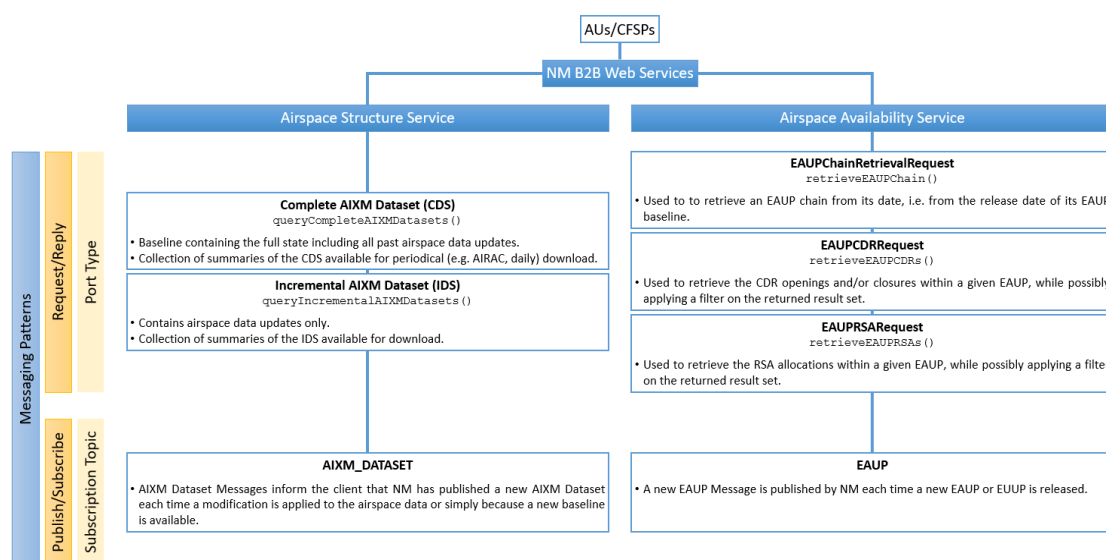 AUs/CFSPs
NM B2B Web Services
Airspace Structure Service
Airspace Availability Service
Messaging Patterns
Request/Reply
Port Type
Complete AIXM Dataset (CDS)
queryCompleteAIXMDatasets()
• Baseline containing the full state including all past airspace data updates.
• Collection of summaries of the CDS available for periodical (e.g. AIRAC, daily) download.
Incremental AIXM Dataset (IDS)
queryIncrementalAIXMDatasets()
• Contains airspace data updates only.
• Collection of summaries of the IDS available for download.
EAUPChainRetrievalRequest
retrieveEAUPChain()
• Used to to retrieve an EAUP chain from its date, i.e. from the release date of its EAUP
baseline.
EAUPCDRRequest
retrieveEAUPCDRs()
• Used to retrieve the CDR openings and/or closures within a given EAUP, while possibly
applying a filter on the returned result set.
EAUPRSARequest
retrieveEAUPRSAs()
• Used to retrieve the RSA allocations within a given EAUP, while possibly applying a filter
on the returned result set.
Publish/Subscribe
Subscription Topic
AIXM_DATASET
• AIXM Dataset Messages inform the client that NM has published a new AIXM Dataset
each time a modification is applied to the airspace data or simply because a new baseline
is available.
EAUP
• A new EAUP Message is published by NM each time a new EAUP or EUUP is released.